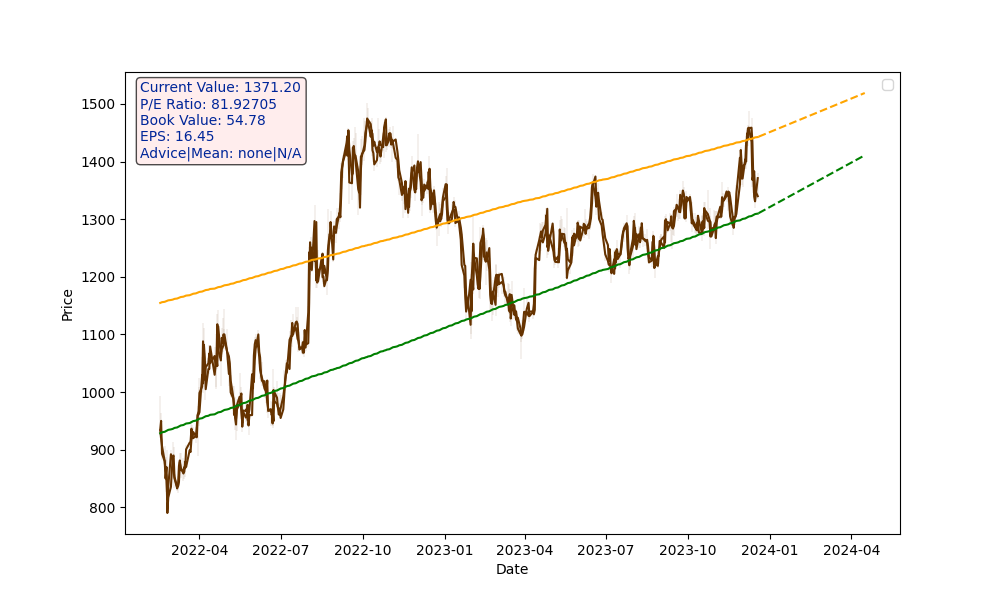 Current Value: 1371.20
P/E Ratio: 81.92705
Book Value: 54.78
EPS: 16.45
Advice|Mean: none|N/A
1500
1400
1300
1200
1100
1000
900
800
Price
2022-04 2022-07 2022-10 2023-01 2023-04 2023-07 2023-10 2024-01 2024-04
Date